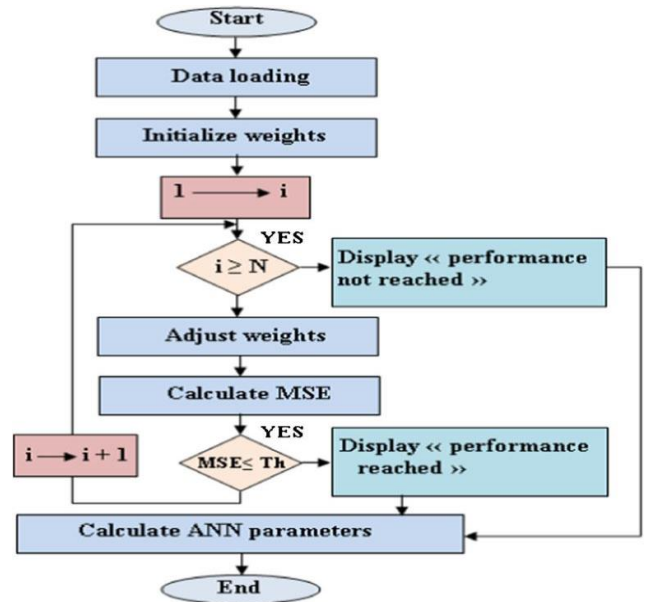 Start
Data loading
Initialize weights
1 ⟶ i
YES
i ≥ N
Display « performance
not reached »
Adjust weights
Calculate MSE
YES
i ⟶ i + 1
MSE≤ Th
Display « performance
reached »
Calculate ANN parameters
End